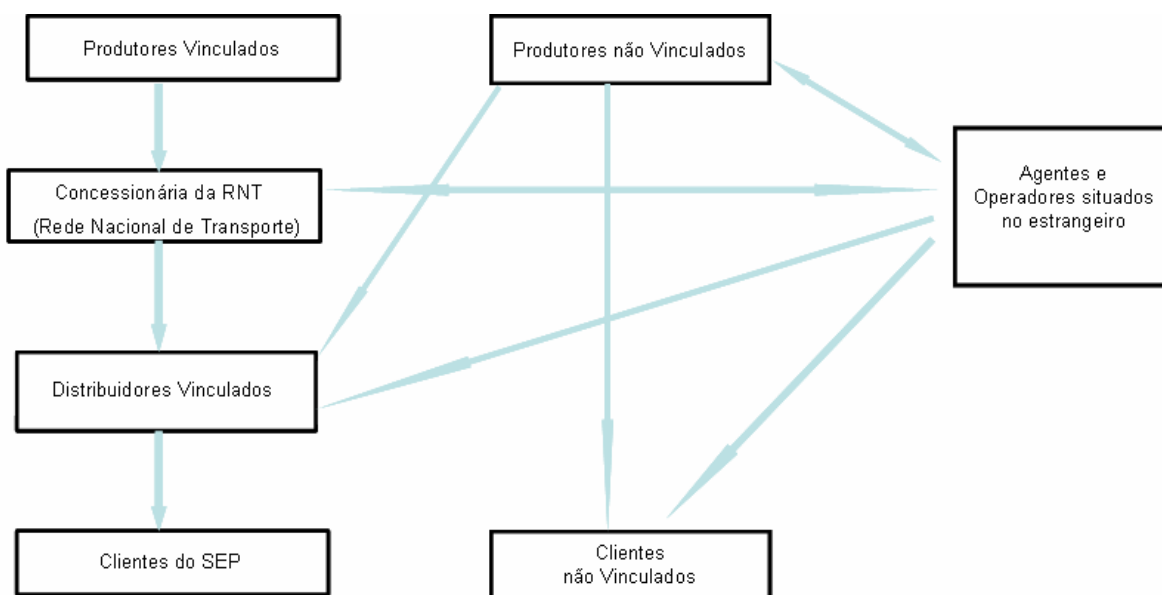 Produtores Vinculados
Produtores não Vinculados
Agentes e
Operadores situados
no estrangeiro
Concessionária da RNT
(Rede Nacional de Transporte)
Distribuidores Vinculados
Clientes do SEP
Clientes
não Vinculados